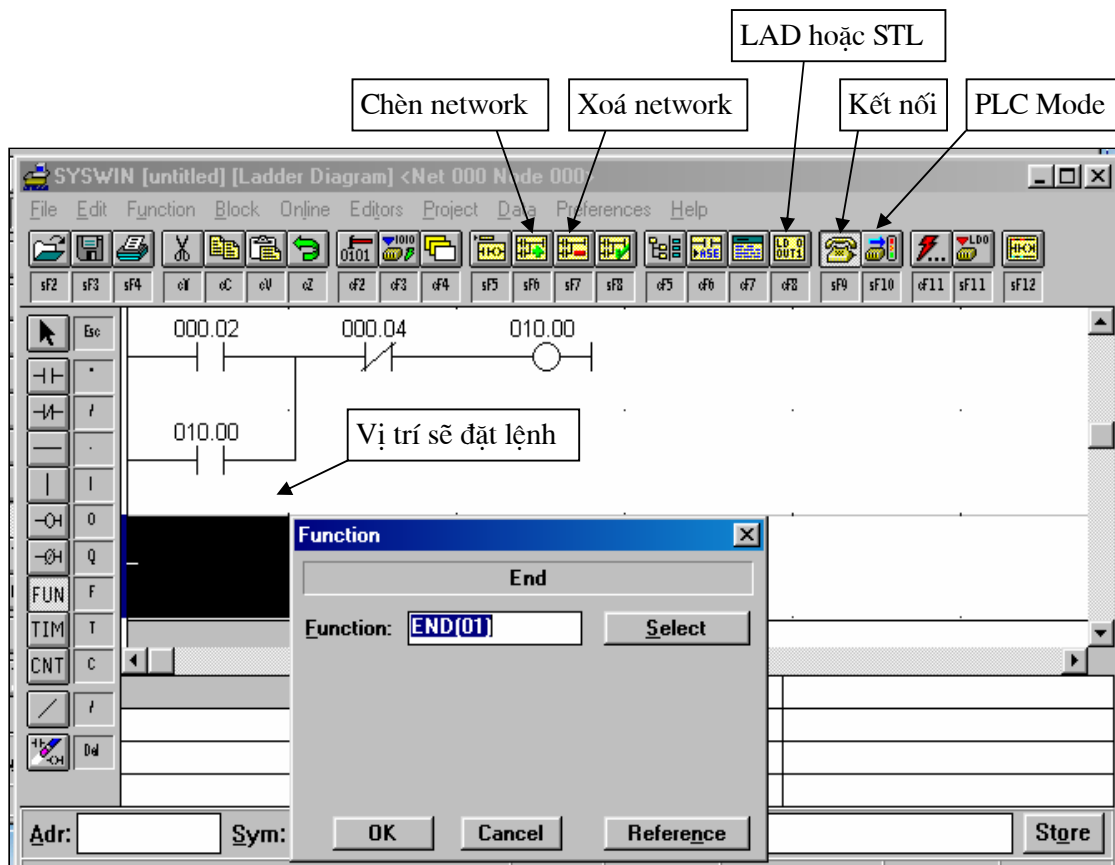 LAD hoặc STL
Chèn network
Xoá network
Kết nối
PLC Mode
SYSWIN [untitled] [Ladder Diagram] <Net 000 Node 000>
File Edit Function Block Online Editors Project Data Preferences Help
sF2 sF3 sF4 cX cC cV cZ cF2 cF3 cF4 sF5 sF6 sF7 sF8 cF5 cF6 cF7 cF8 sF9 sF10 cF11 sF11 sF12
Esc
000.02 000.04 010.00
010.00
Vị trí sẽ đặt lệnh
O
Q
FUN F
TIM T
CNT C
Del
Function
End
Function: END(01) Select
OK Cancel Reference
Adr: Sym: Store